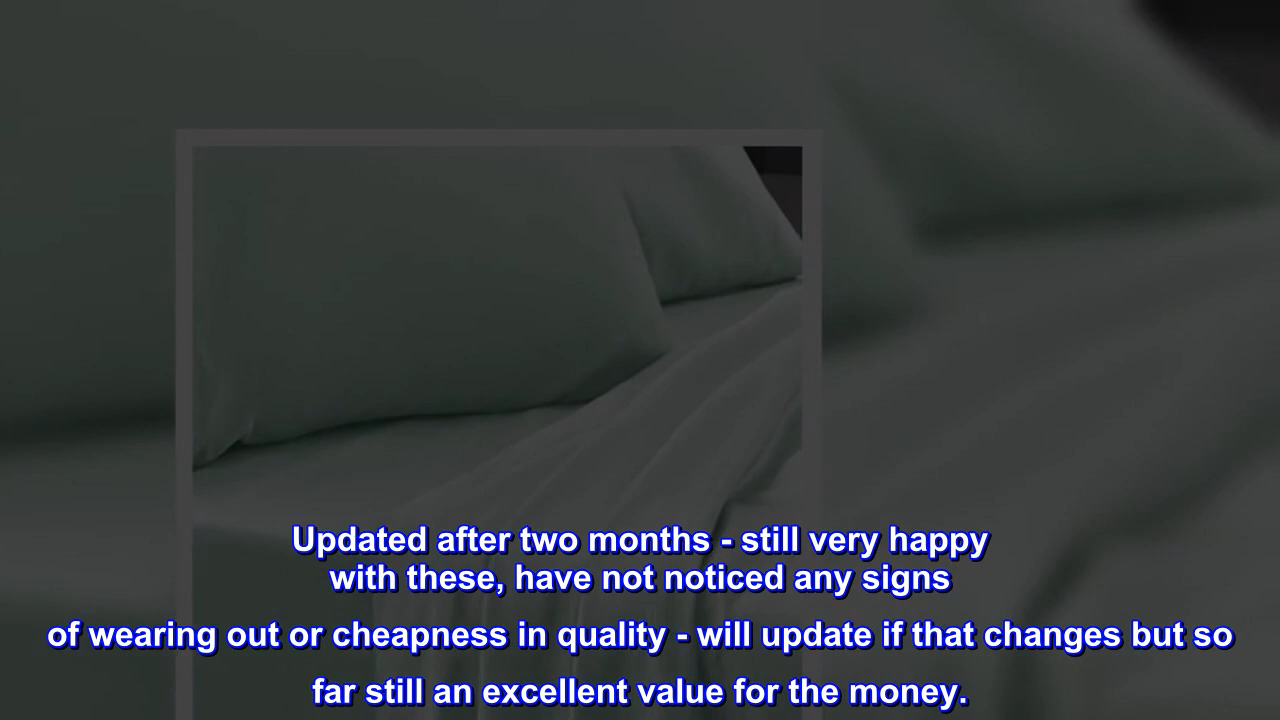 Updated after two months - still very happy
with these, have not noticed any signs
of wearing out or cheapness in quality - will update if that changes but so
far still an excellent value for the money.